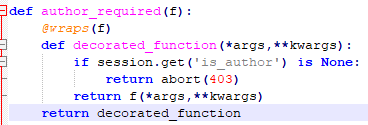 def author_required(f):
    @wraps(f)
    def decorated_function(*args,**kwargs):
        if session.get('is_author') is None:
            return abort(403)
        return f(*args,**kwargs)
    return decorated_function